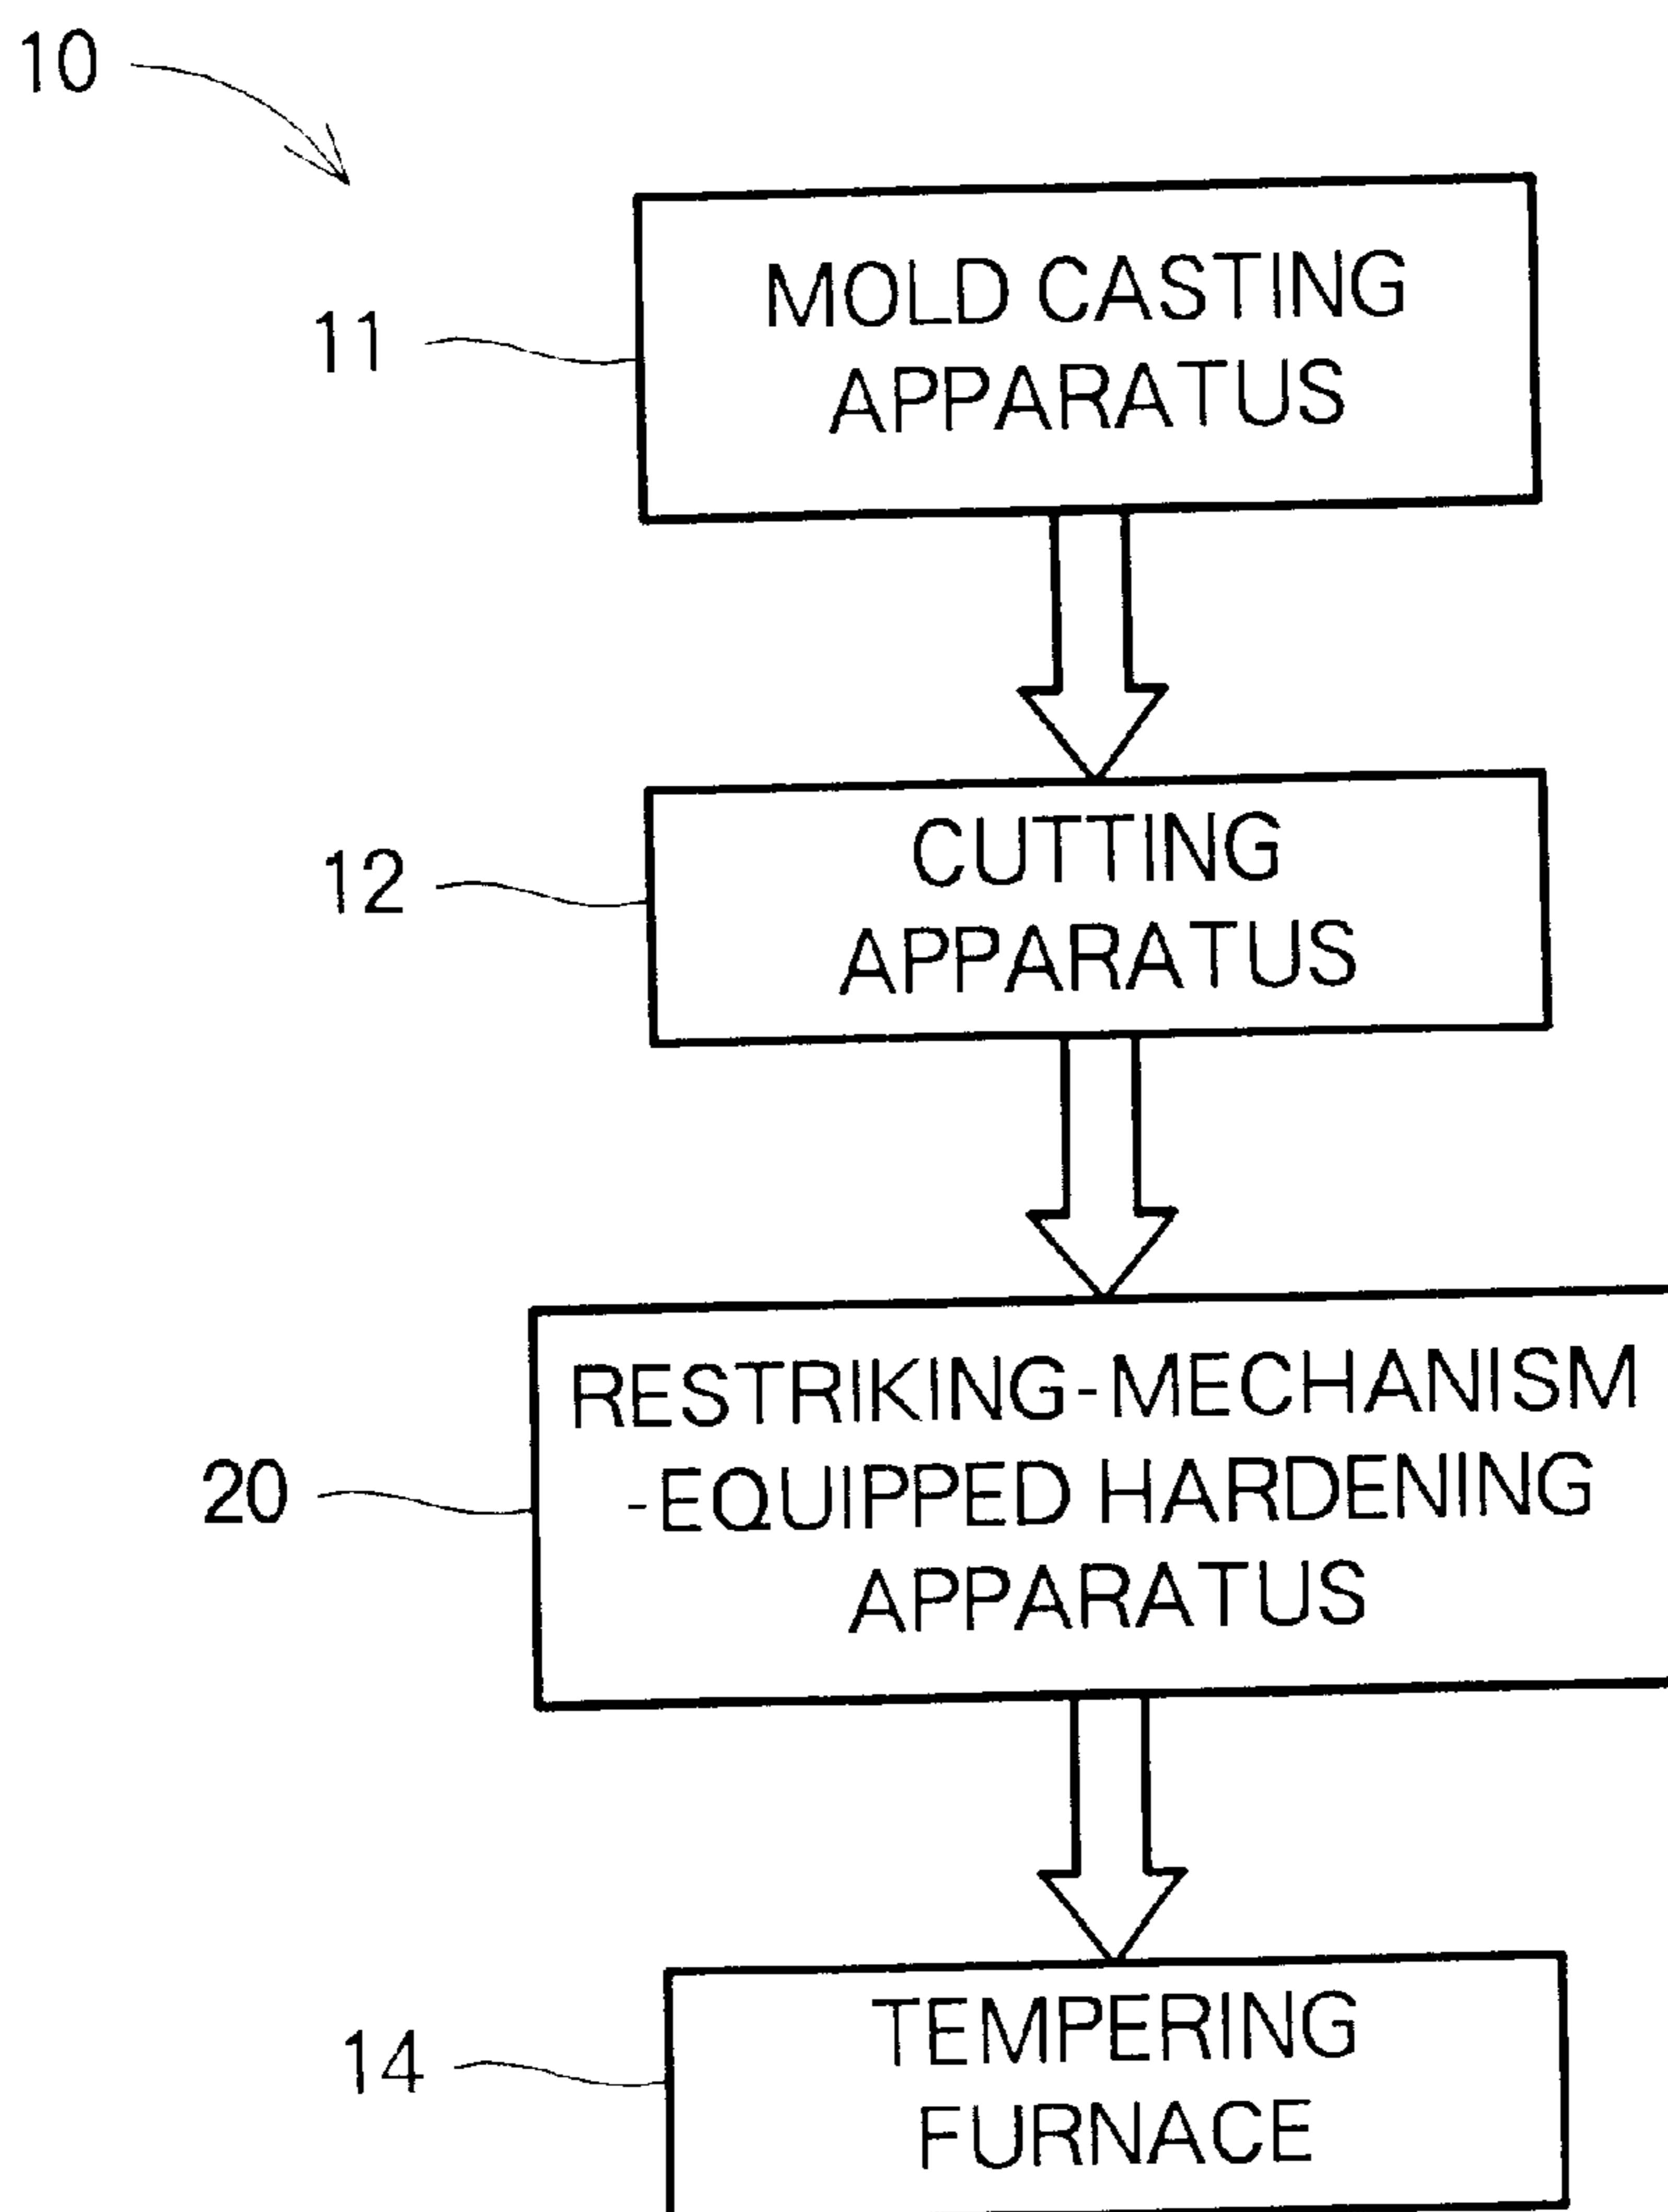 10
11
MOLD CASTING
APPARATUS
12
CUTTING
APPARATUS
20
RESTRIKING-MECHANISM
-EQUIPPED HARDENING
APPARATUS
14
TEMPERING
FURNACE